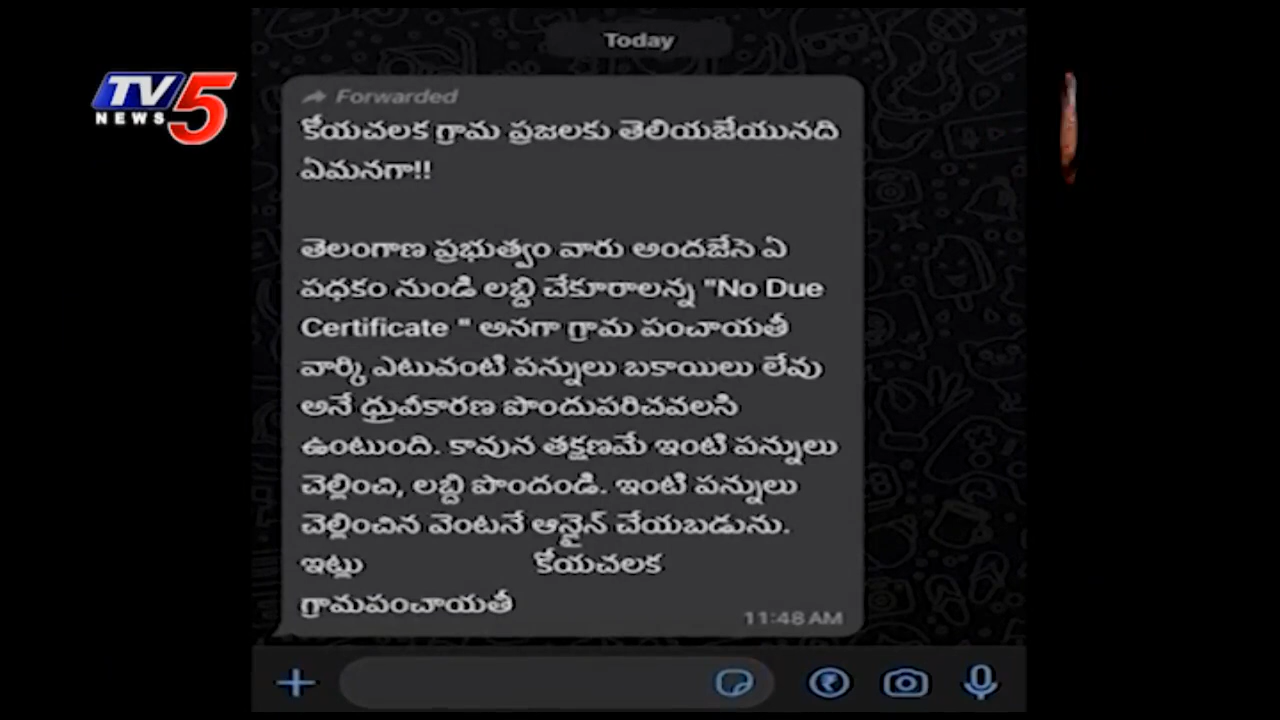 TV5
NEWS
Today
Forwarded
కోయచలక గ్రామ ప్రజలకు తెలియజేయునది
ఏమనగా!!
తెలంగాణ ప్రభుత్వం వారు అందజేసె ఏ
పధకం నుండి లబ్ది చేకూరాలన్న "No Due
Certificate " అనగా గ్రామ పంచాయతీ
వార్కి ఎటువంటి పన్నులు బకాయిలు లేవు
అనే ధ్రువీకారణ పొందుపరిచవలసి
ఉంటుంది. కావున తక్షణమే ఇంటి పన్నులు
చెల్లించి, లబ్ది పొందండి. ఇంటి పన్నులు
చెల్లించిన వెంటనే ఆన్లైన్ చేయబడును.
ఇట్లు కోయచలక
గ్రామపంచాయతీ
11:48 AM